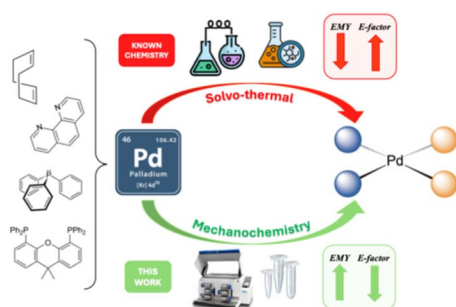 KNOWN
CHEMISTRY
EMY E-factor
Solvo-thermal
N
N
46 106.42
Pd
Palladium
[Kr] 4d¹⁰
Pd
Ph₂P PPh₂
O
Mechanochemistry
THIS
WORK
EMY E-factor